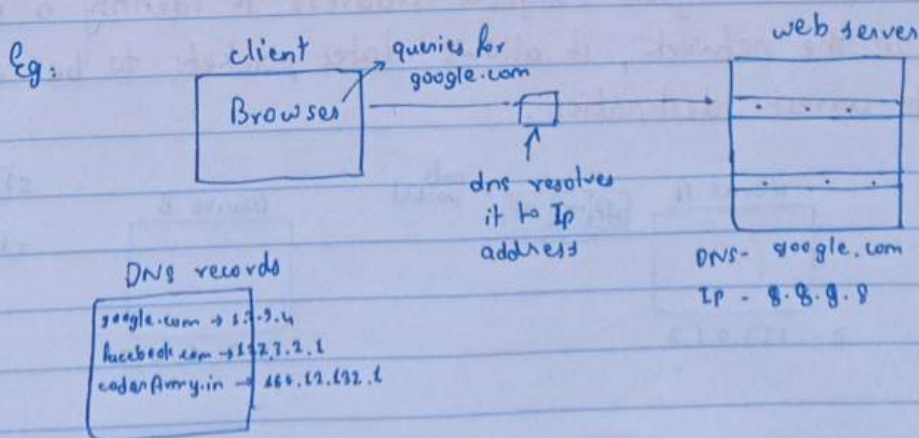 Eg:
client
queries for
google.com
web server
Browser
dns resolves
it to Ip
address
DNS- google.com
Ip - 8.8.8.8
DNS records
google.com →
facebook.com →
coderArmy.in →